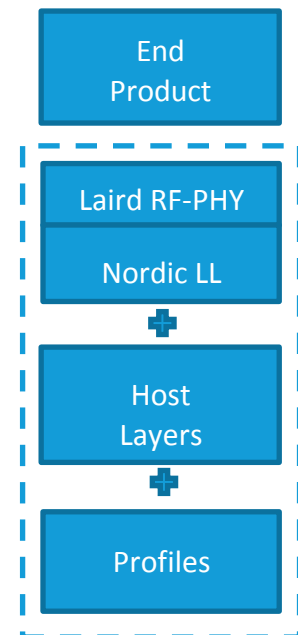 End
Product
Laird RF-PHY
Nordic LL
Host
Layers
Profiles